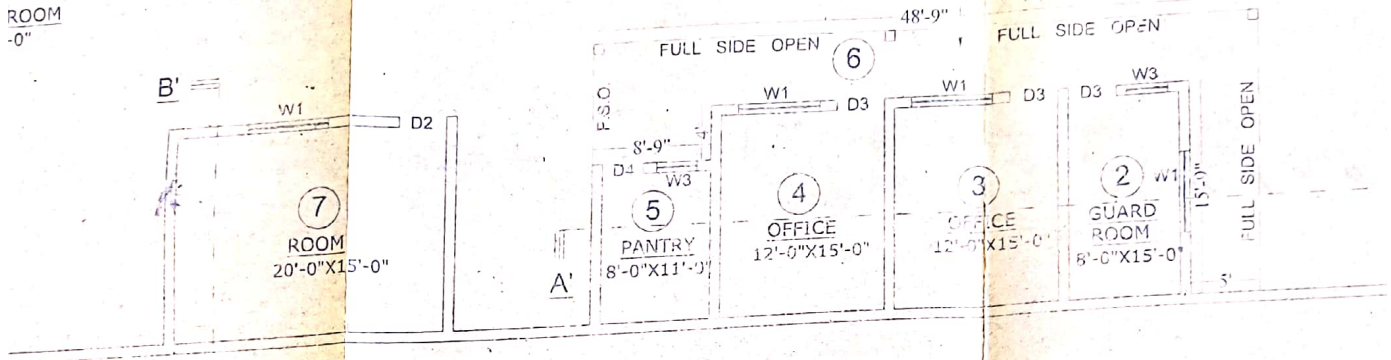 ROOM
-0"
48'-9"
FULL SIDE OPEN
FULL SIDE OPEN
6
B'
W1
D2
F.S.O.
W1
D3
W1
D3
D3
W3
8'-9"
4'
D4
W3
7
ROOM
20'-0"X15'-0"
5
PANTRY
8'-0"X11'-0"
A'
4
OFFICE
12'-0"X15'-0"
3
OFFICE
12'-0"X15'-0"
2
GUARD
ROOM
8'-0"X15'-0"
W1
15'-9"
FULL SIDE OPEN
5'